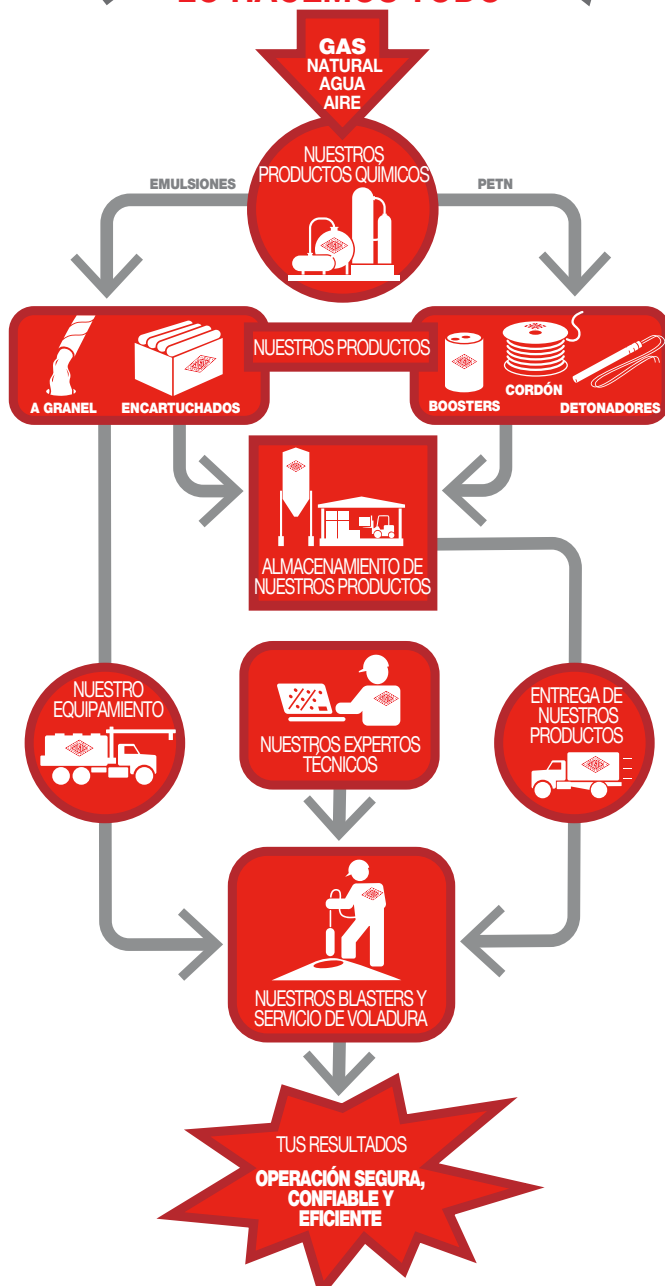 GAS
NATURAL
AGUA
AIRE
NUESTROS
PRODUCTOS QUÍMICOS
EMULSIONES
PETN
NUESTROS PRODUCTOS
A GRANEL
ENCARTUCHADOS
BOOSTERS
CORDÓN
DETONADORES
ALMACENAMIENTO DE
NUESTROS PRODUCTOS
NUESTRO
EQUIPAMIENTO
NUESTROS EXPERTOS
TÉCNICOS
ENTREGA DE
NUESTROS
PRODUCTOS
NUESTROS BLASTERS Y
SERVICIO DE VOLADURA
TUS RESULTADOS
OPERACIÓN SEGURA,
CONFIABLE Y
EFICIENTE